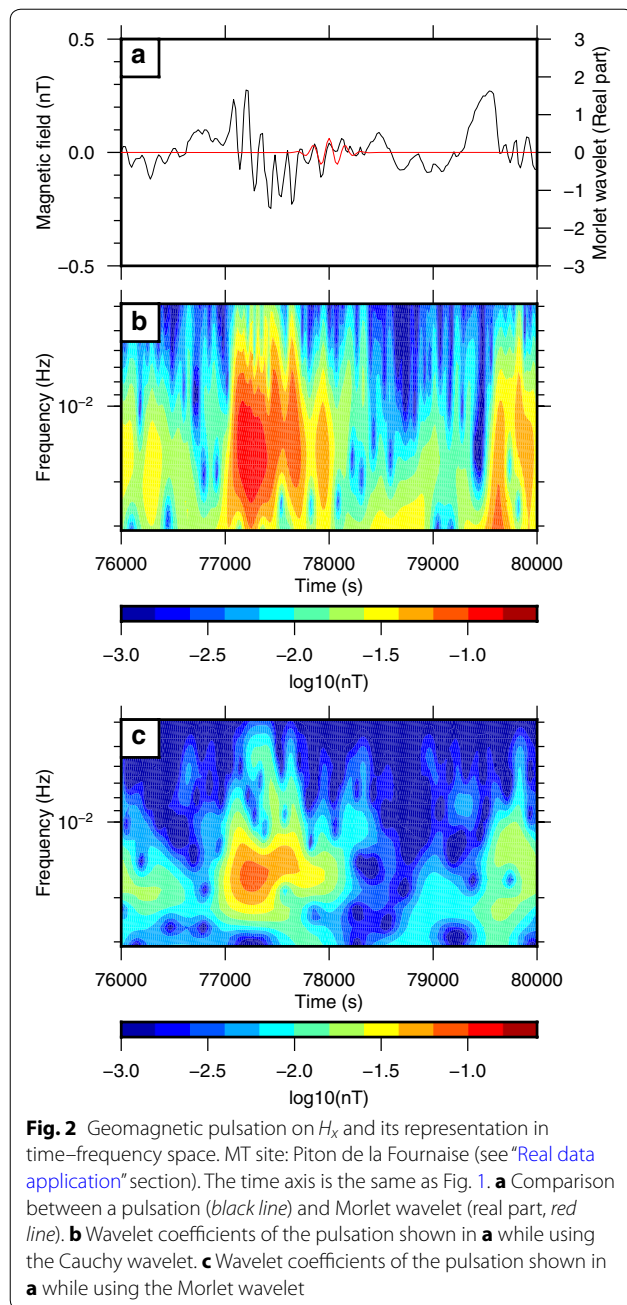 a
0.5
0.0
−0.5
Magnetic field (nT)
3
2
1
0
−1
−2
−3
Morlet wavelet (Real part)
b
Frequency (Hz)
10−2
76000 77000 78000 79000 80000
Time (s)
−3.0 −2.5 −2.0 −1.5 −1.0
log10(nT)
c
Frequency (Hz)
10−2
76000 77000 78000 79000 80000
Time (s)
−3.0 −2.5 −2.0 −1.5 −1.0
log10(nT)
Fig. 2 Geomagnetic pulsation on Hx and its representation in
time–frequency space. MT site: Piton de la Fournaise (see “Real data
application” section). The time axis is the same as Fig. 1. a Comparison
between a pulsation (black line) and Morlet wavelet (real part, red
line). b Wavelet coefficients of the pulsation shown in a while using
the Cauchy wavelet. c Wavelet coefficients of the pulsation shown in
a while using the Morlet wavelet